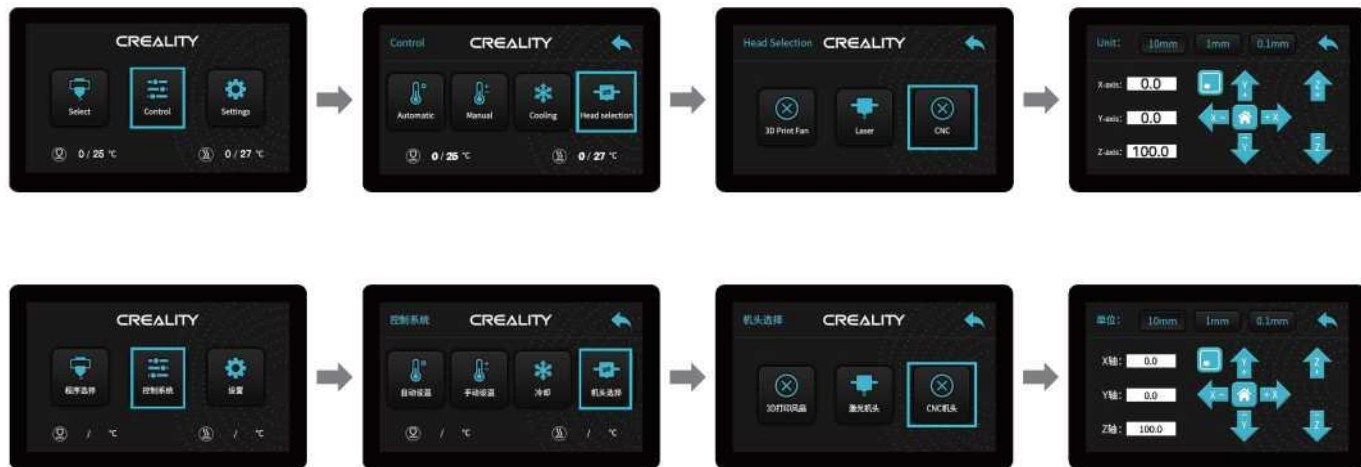 CREALITY
Select
Control
Settings
0 / 25 ℃
0 / 27 ℃
Control
CREALITY
Automatic
Manual
Cooling
Head selection
0 / 25 ℃
0 / 27 ℃
Head Selection
CREALITY
3D Print Fan
Laser
CNC
Unit:
10mm
1mm
0.1mm
X-axis: 0.0
Y-axis: 0.0
Z-axis: 100.0
Y +
Z +
X -
+ X
Y -
Z -
CREALITY
程序选择
控制系统
设置
/ ℃
/ ℃
控制系统
CREALITY
自动设温
手动设温
冷却
机头选择
/ ℃
/ ℃
机头选择
CREALITY
3D打印风扇
激光机头
CNC机头
单位:
10mm
1mm
0.1mm
X轴: 0.0
Y轴: 0.0
Z轴: 100.0
Y +
Z +
X -
+ X
Y -
Z -